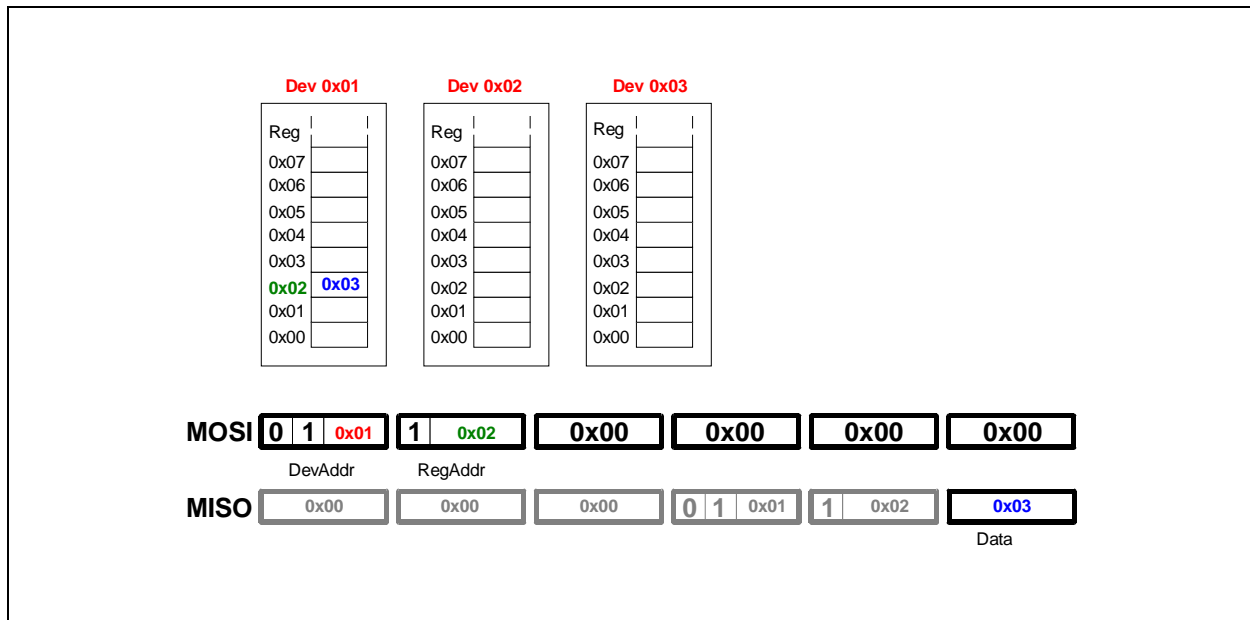 Dev 0x01 Dev 0x02 Dev 0x03
Reg Reg Reg
0x07 0x07 0x07
0x06 0x06 0x06
0x05 0x05 0x05
0x04 0x04 0x04
0x03 0x03 0x03
0x02 0x03 0x02 0x02
0x01 0x01 0x01
0x00 0x00 0x00
MOSI 0 1 0x01 1 0x02 0x00 0x00 0x00 0x00
DevAddr RegAddr
MISO 0x00 0x00 0x00 0 1 0x01 1 0x02 0x03
Data